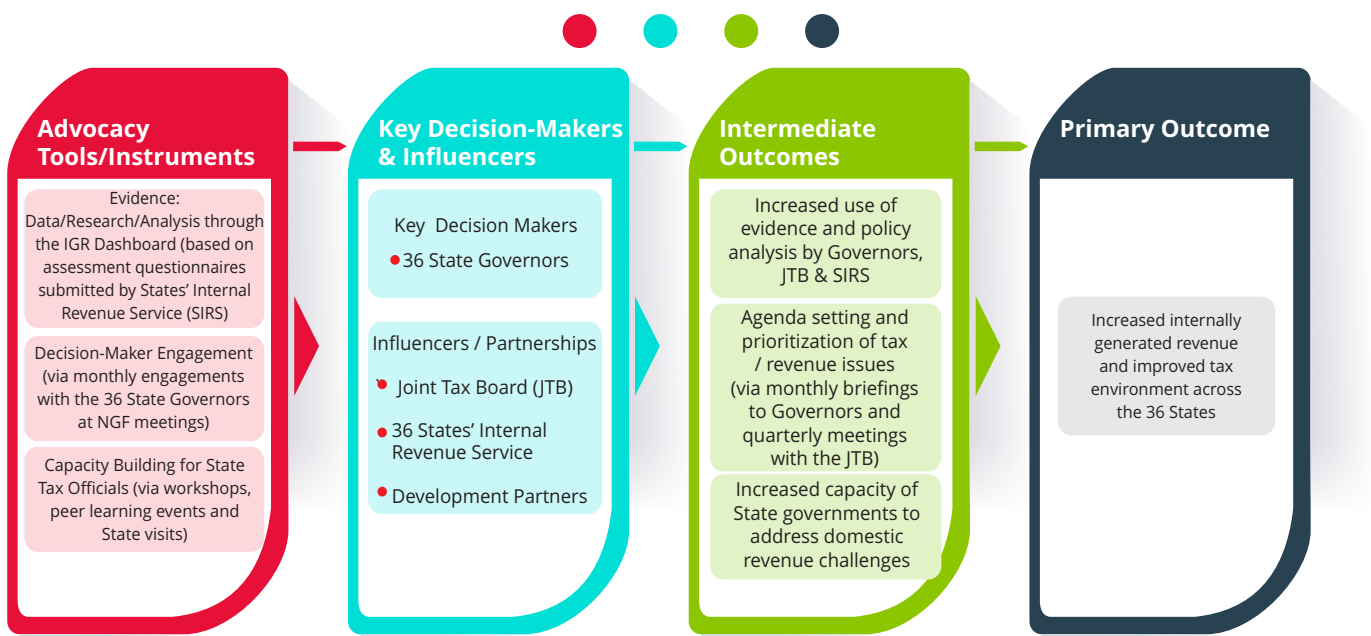 Advocacy
Tools/Instruments
Evidence:
Data/Research/Analysis through
the IGR Dashboard (based on
assessment questionnaires
submitted by States’ Internal
Revenue Service (SIRS)
Decision-Maker Engagement
(via monthly engagements
with the 36 State Governors
at NGF meetings)
Capacity Building for State
Tax Officials (via workshops,
peer learning events and
State visits)
Key Decision-Makers
& Influencers
Key Decision Makers
36 State Governors
Influencers / Partnerships
Joint Tax Board (JTB)
36 States’ Internal
Revenue Service
Development Partners
Intermediate
Outcomes
Increased use of
evidence and policy
analysis by Governors,
JTB & SIRS
Agenda setting and
prioritization of tax
/ revenue issues
(via monthly briefings
to Governors and
quarterly meetings
with the JTB)
Increased capacity of
State governments to
address domestic
revenue challenges
Primary Outcome
Increased internally
generated revenue
and improved tax
environment across
the 36 States